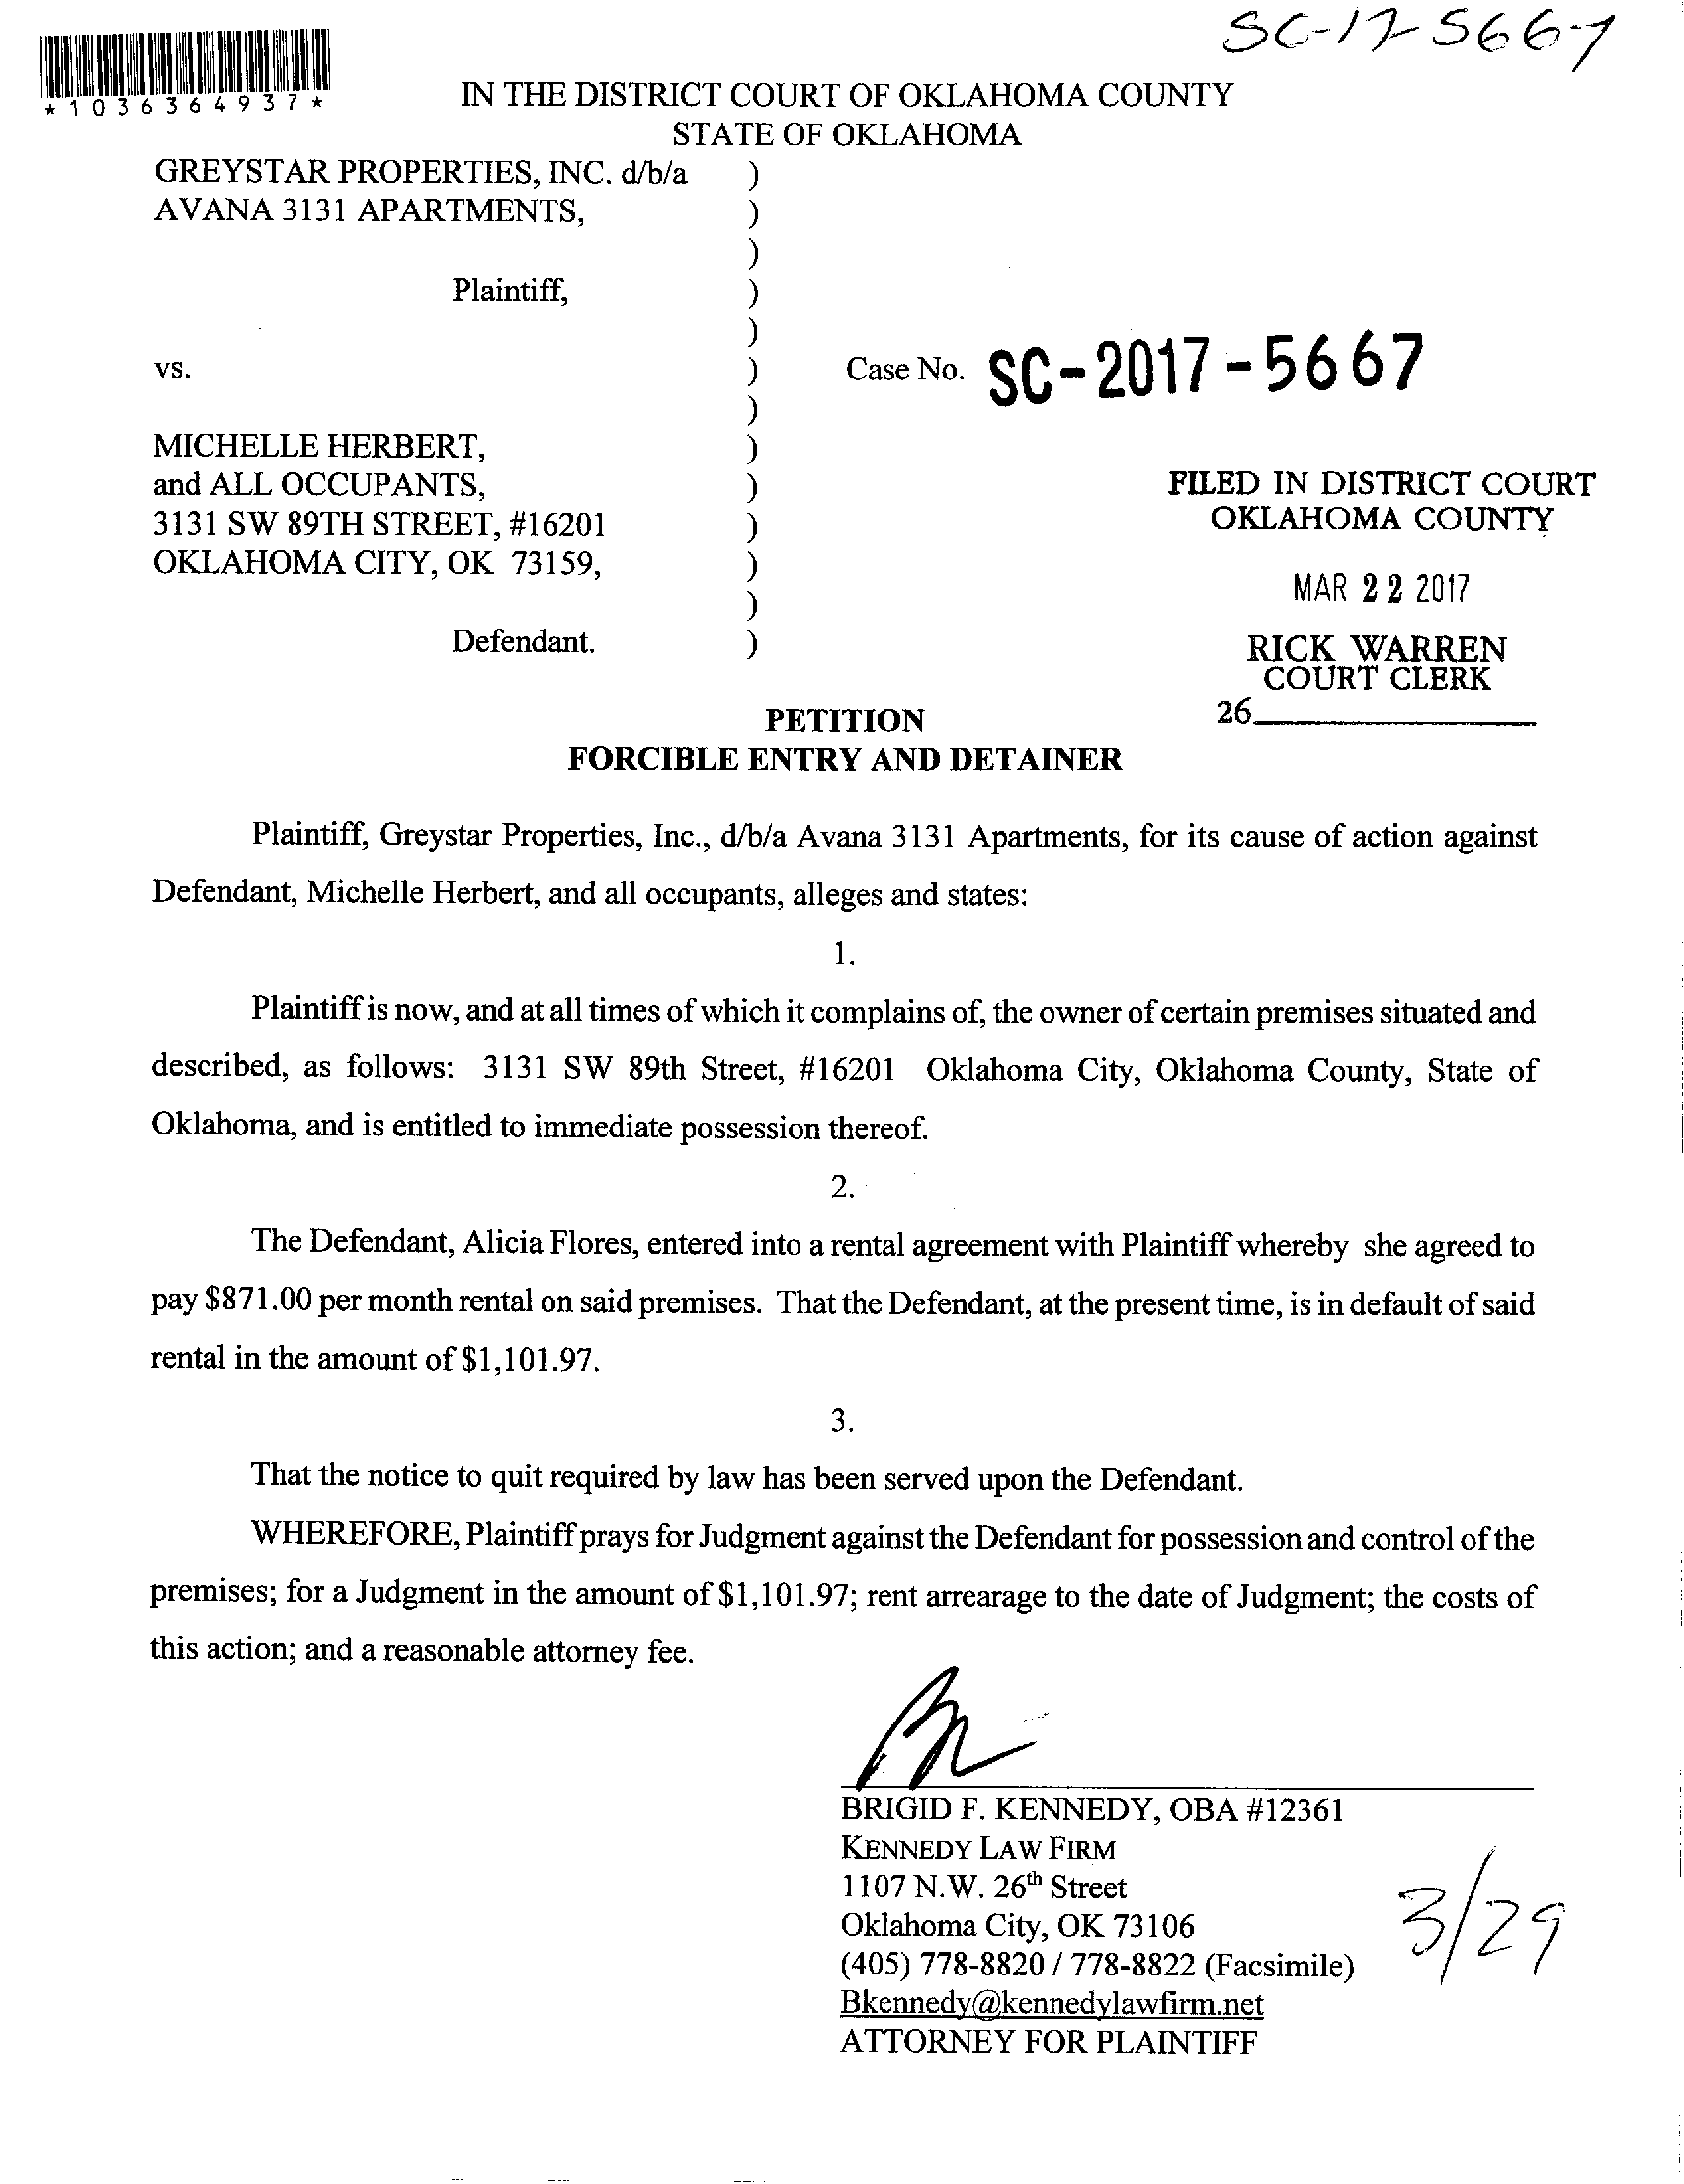 SC-17-5667
*1036364937*
IN THE DISTRICT COURT OF OKLAHOMA COUNTY
STATE OF OKLAHOMA
GREYSTAR PROPERTIES, INC. d/b/a )
AVANA 3131 APARTMENTS, )
)
Plaintiff, )
)
vs. ) Case No. SC-2017-5667
)
MICHELLE HERBERT, )
and ALL OCCUPANTS, )
3131 SW 89TH STREET, #16201 )
OKLAHOMA CITY, OK 73159, )
)
Defendant. )
FILED IN DISTRICT COURT
OKLAHOMA COUNTY
MAR 22 2017
RICK WARREN
COURT CLERK
26
PETITION
FORCIBLE ENTRY AND DETAINER
Plaintiff, Greystar Properties, Inc., d/b/a Avana 3131 Apartments, for its cause of action against
Defendant, Michelle Herbert, and all occupants, alleges and states:
1.
Plaintiff is now, and at all times of which it complains of, the owner of certain premises situated and
described, as follows: 3131 SW 89th Street, #16201 Oklahoma City, Oklahoma County, State of
Oklahoma, and is entitled to immediate possession thereof.
2.
The Defendant, Alicia Flores, entered into a rental agreement with Plaintiff whereby she agreed to
pay $871.00 per month rental on said premises. That the Defendant, at the present time, is in default of said
rental in the amount of $1,101.97.
3.
That the notice to quit required by law has been served upon the Defendant.
WHEREFORE, Plaintiff prays for Judgment against the Defendant for possession and control of the
premises; for a Judgment in the amount of $1,101.97; rent arrearage to the date of Judgment; the costs of
this action; and a reasonable attorney fee.
BRIGID F. KENNEDY, OBA #12361
KENNEDY LAW FIRM
1107 N.W. 26th Street
Oklahoma City, OK 73106
(405) 778-8820 / 778-8822 (Facsimile)
Bkennedy@kennedylawfirm.net
ATTORNEY FOR PLAINTIFF
3/29